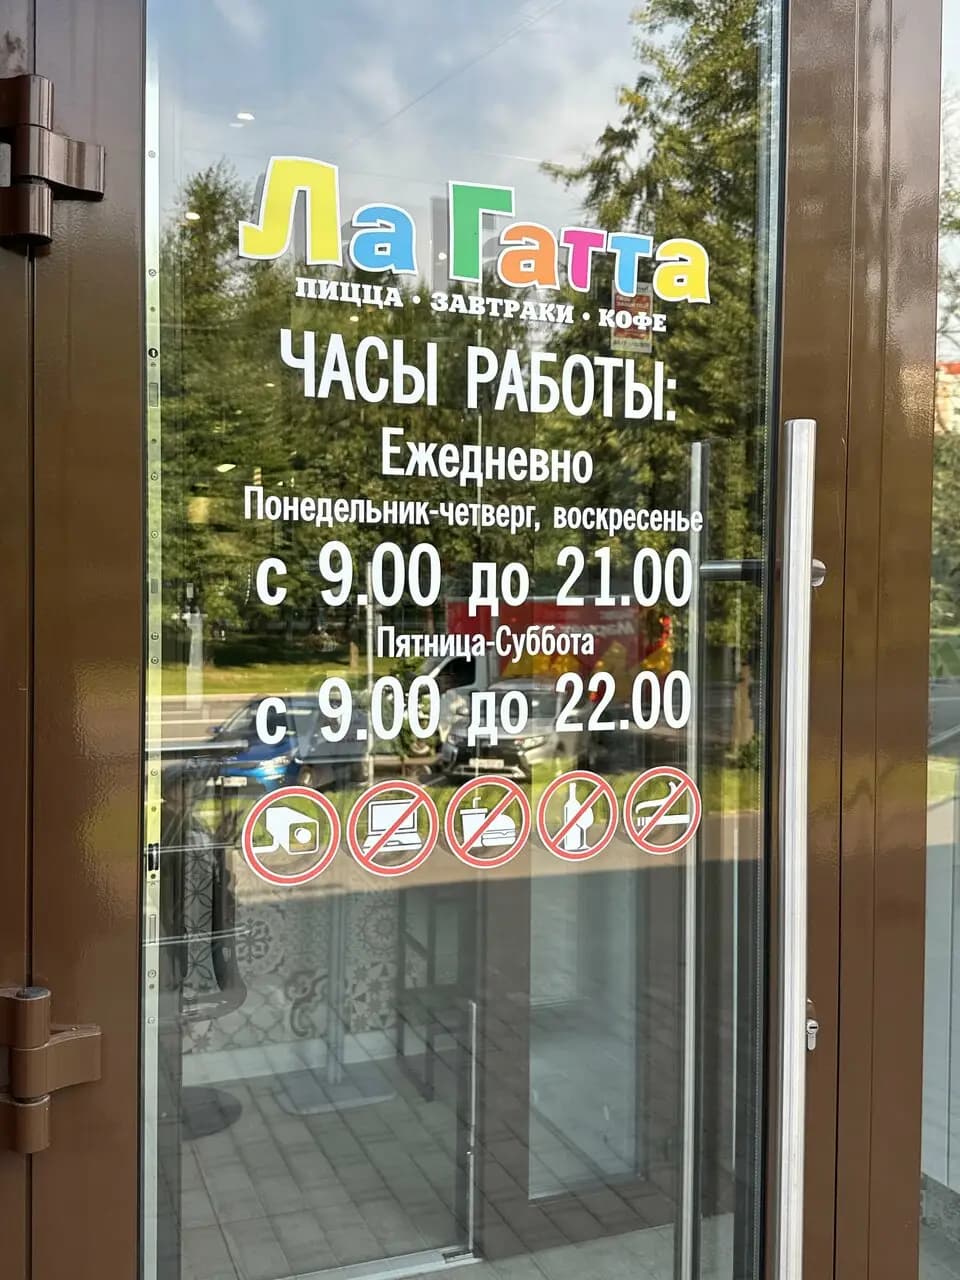 Ла Гатта
ПИЦЦА • ЗАВТРАКИ • КОФЕ
ЧАСЫ РАБОТЫ:
Ежедневно
Понедельник-четверг, воскресенье
с 9.00 до 21.00
Пятница-Суббота
с 9.00 до 22.00